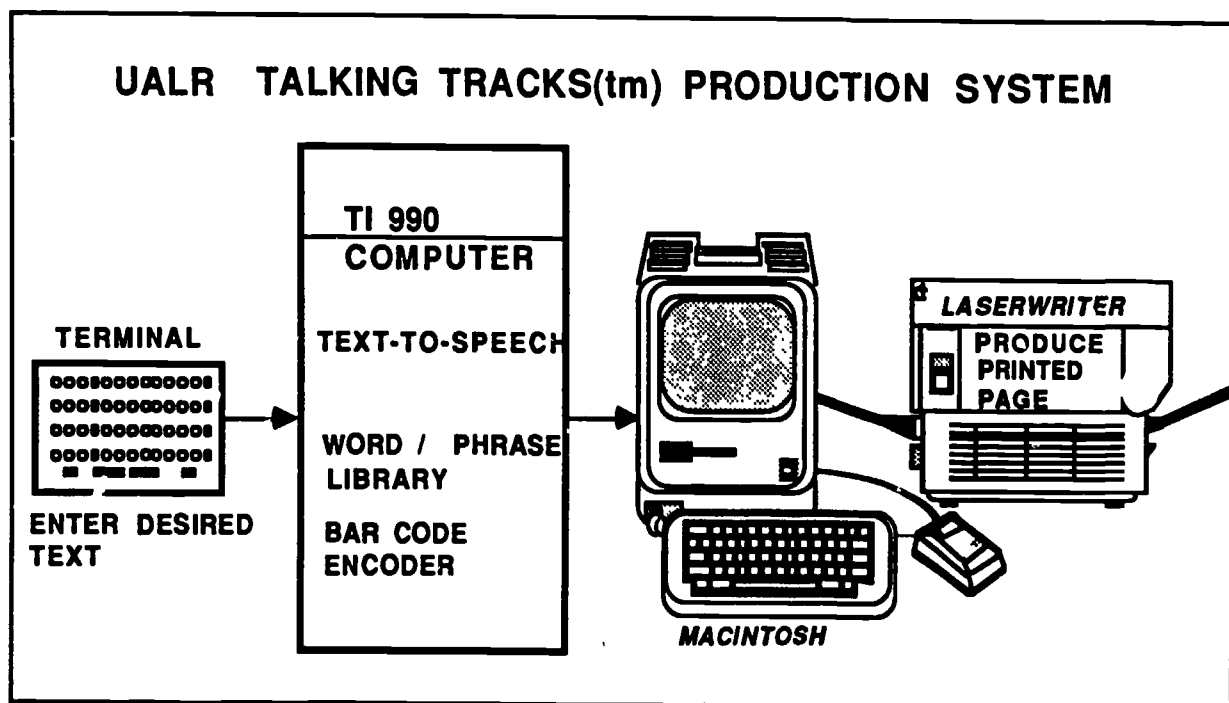 UALR TALKING TRACKS(tm) PRODUCTION SYSTEM
TERMINAL
ENTER DESIRED
TEXT
TI 990
COMPUTER
TEXT-TO-SPEECH
WORD / PHRASE
LIBRARY
BAR CODE
ENCODER
MACINTOSH
LASERWRITER
PRODUCE
PRINTED
PAGE